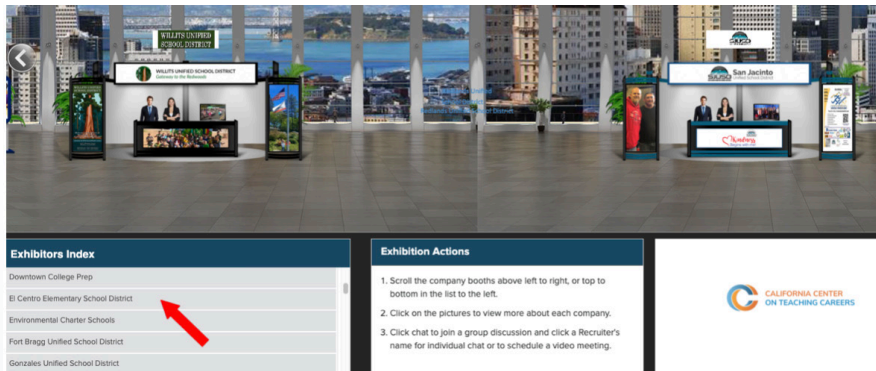 WILLITS UNIFIED
SCHOOL DISTRICT
WILLITS UNIFIED SCHOOL DISTRICT
Gateway to the Redwoods
SJUSD
San Jacinto
Unified School District
Kindness
Begins with me
Exhibitors Index
Downtown College Prep
El Centro Elementary School District
Environmental Charter Schools
Fort Bragg Unified School District
Gonzales Unified School District
Exhibition Actions
1. Scroll the company booths above left to right, or top to
bottom in the list to the left.
2. Click on the pictures to view more about each company.
3. Click chat to join a group discussion and click a Recruiter's
name for individual chat or to schedule a video meeting.
CALIFORNIA CENTER
ON TEACHING CAREERS